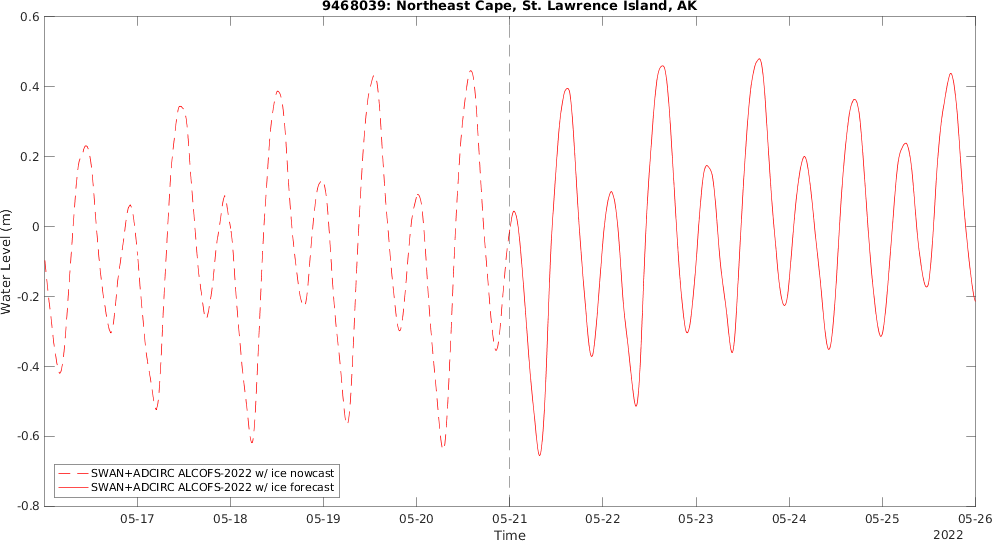 9468039: Northeast Cape, St. Lawrence Island, AK
0.6
0.4
0.2
0
-0.2
-0.4
-0.6
-0.8
Water Level (m)
SWAN+ADCIRC ALCOFS-2022 w/ ice nowcast
SWAN+ADCIRC ALCOFS-2022 w/ ice forecast
05-17 05-18 05-19 05-20 05-21 05-22 05-23 05-24 05-25 05-26
Time
2022